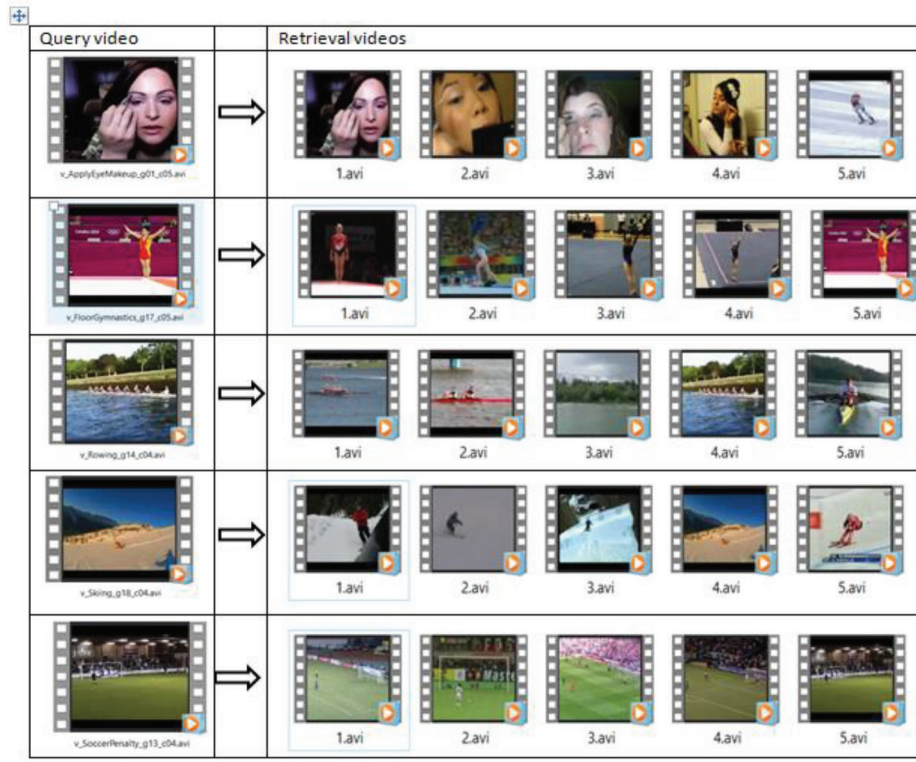 Query video
Retrieval videos
v_ApplyEyeMakeup_g01_c05.avi
1.avi
2.avi
3.avi
4.avi
5.avi
v_FloorGymnastics_g17_c05.avi
1.avi
2.avi
3.avi
4.avi
5.avi
v_Rowing_g14_c04.avi
1.avi
2.avi
3.avi
4.avi
5.avi
v_Skiing_g18_c04.avi
1.avi
2.avi
3.avi
4.avi
5.avi
v_SoccerPenalty_g13_c04.avi
1.avi
2.avi
3.avi
4.avi
5.avi